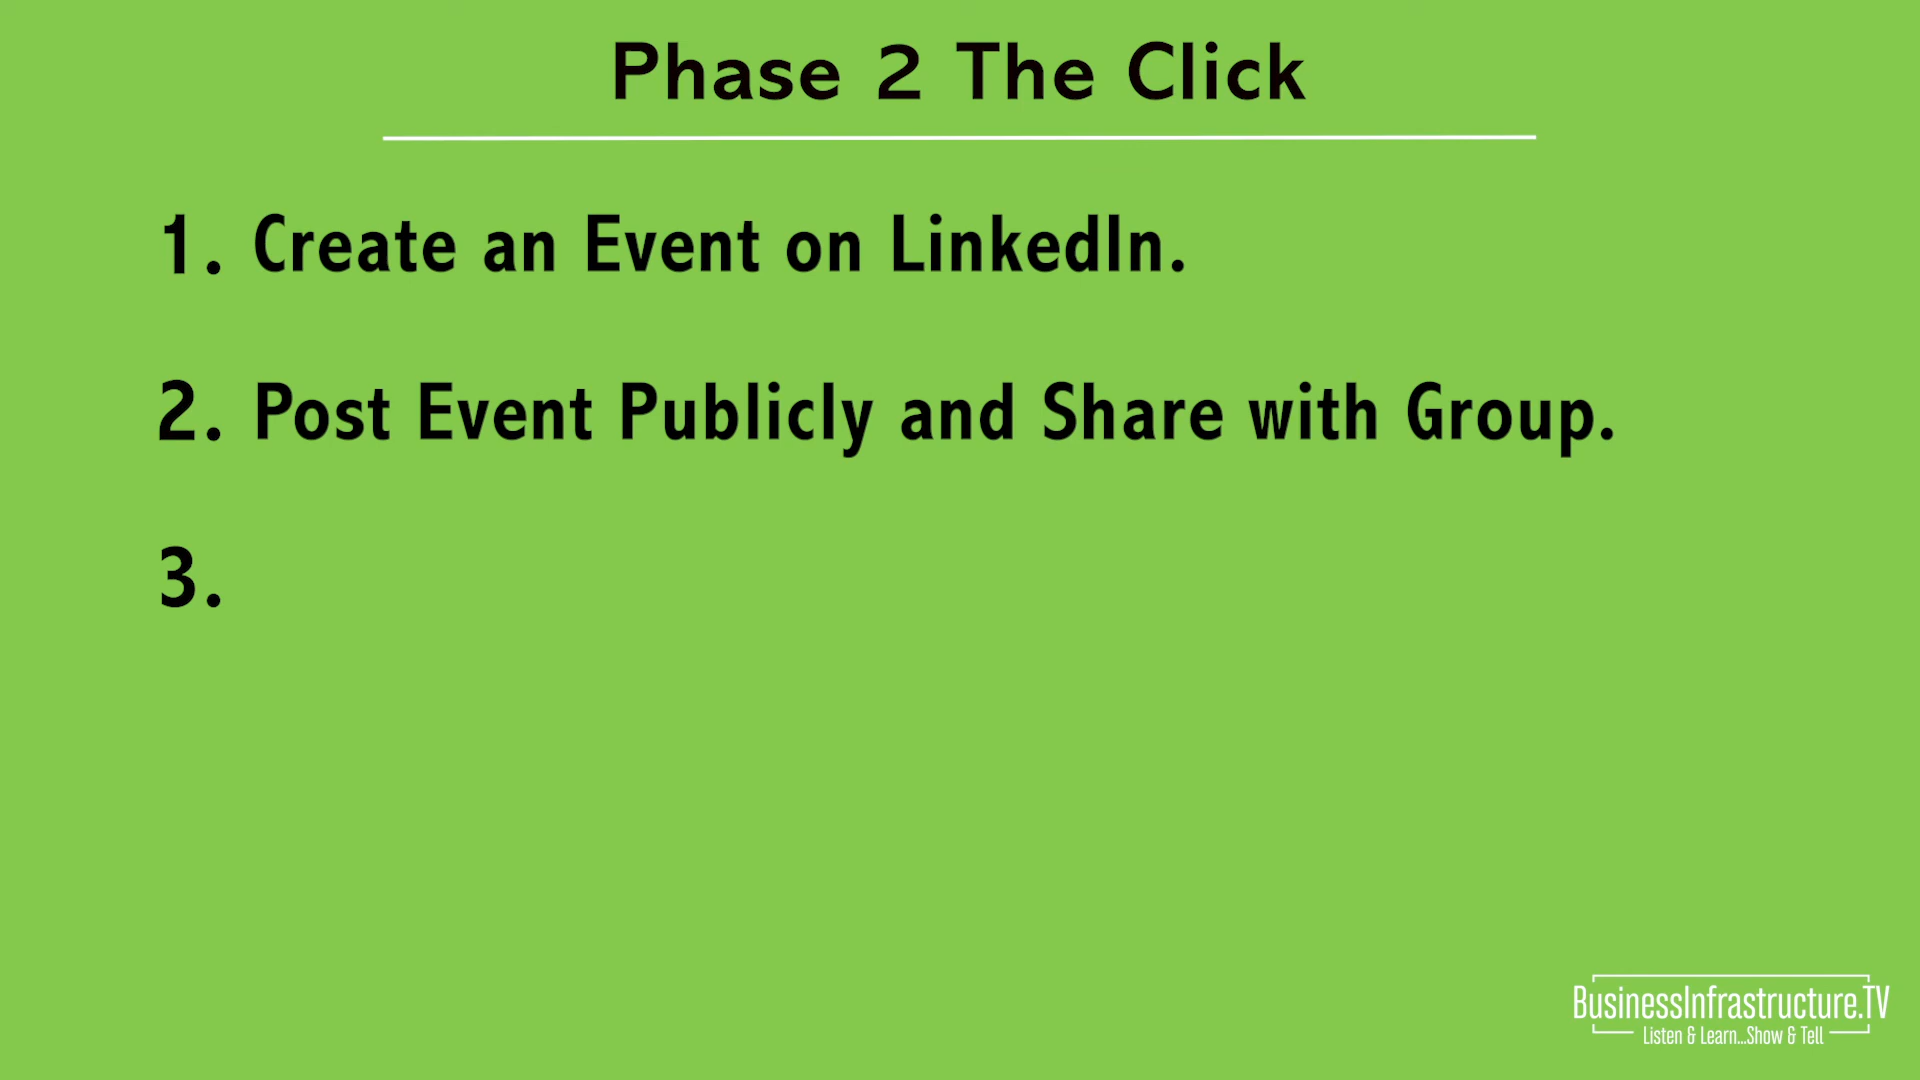 Phase 2 The Click
1. Create an Event on LinkedIn.
2. Post Event Publicly and Share with Group.
3.
BusinessInfrastructure.TV
Listen & Learn...Show & Tell